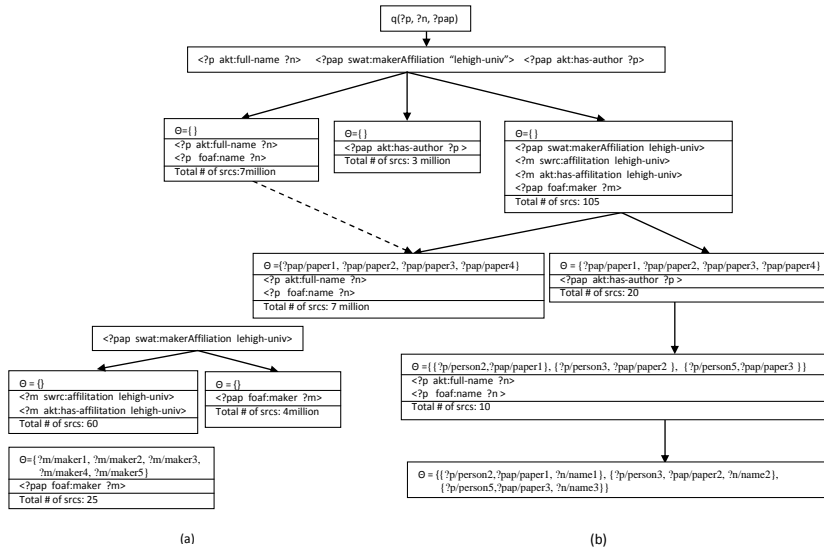 q(?p, ?n, ?pap)
<?p akt:full-name ?n> <?pap swat:makerAffiliation “lehigh-univ”> <?pap akt:has-author ?p>
Θ={ }
<?p akt:full-name ?n>
<?p foaf:name ?n>
Total # of srcs:7million
Θ={ }
<?pap akt:has-author ?p >
Total # of srcs: 3 million
Θ={ }
<?pap swat:makerAffiliation lehigh-univ>
<?m swrc:affilitation lehigh-univ>
<?m akt:has-affilitation lehigh-univ>
<?pap foaf:maker ?m>
Total # of srcs: 105
Θ ={?pap/paper1, ?pap/paper2, ?pap/paper3, ?pap/paper4}
<?p akt:full-name ?n>
<?p foaf:name ?n>
Total # of srcs: 7 million
Θ = {?pap/paper1, ?pap/paper2, ?pap/paper3, ?pap/paper4}
<?pap akt:has-author ?p >
Total # of srcs: 20
<?pap swat:makerAffiliation lehigh-univ>
Θ = {}
<?m swrc:affilitation lehigh-univ>
<?m akt:has-affilitation lehigh-univ>
Total # of srcs: 60
Θ = {}
<?pap foaf:maker ?m>
Total # of srcs: 4million
Θ={?m/maker1, ?m/maker2, ?m/maker3,
?m/maker4, ?m/maker5}
<?pap foaf:maker ?m>
Total # of srcs: 25
Θ ={{?p/person2,?pap/paper1}, {?p/person3, ?pap/paper2 }, {?p/person5,?pap/paper3 }}
<?p akt:full-name ?n>
<?p foaf:name ?n >
Total # of srcs: 10
Θ = {{?p/person2,?pap/paper1, ?n/name1}, {?p/person3, ?pap/paper2, ?n/name2},
{?p/person5,?pap/paper3, ?n/name3}}
(a)
(b)